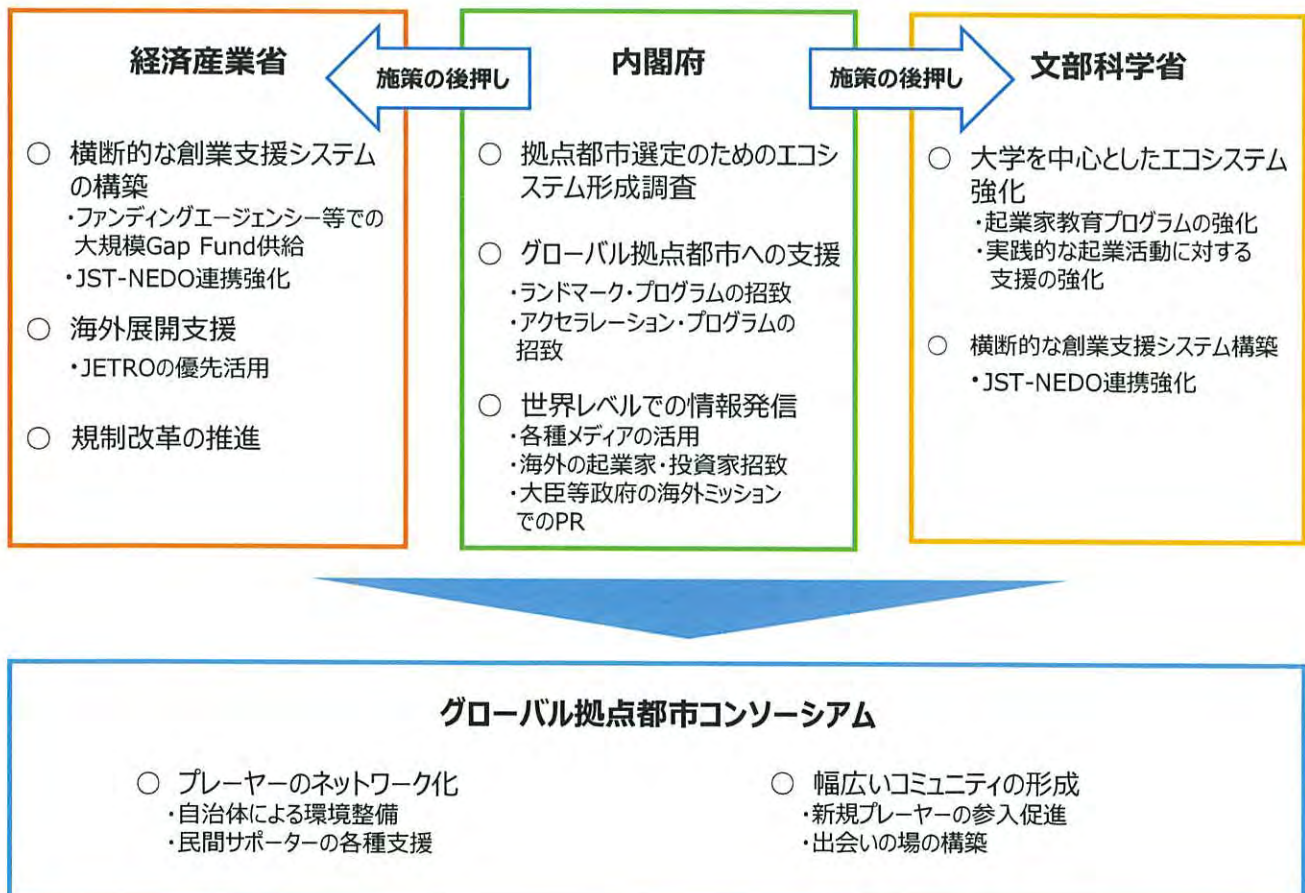 経済産業省
施策の後押し
○ 横断的な創業支援システム
の構築
・ファンディングエージェンシー等での
大規模Gap Fund供給
・JST-NEDO連携強化
○ 海外展開支援
・JETROの優先活用
○ 規制改革の推進
内閣府
○ 拠点都市選定のためのエコシ
ステム形成調査
○ グローバル拠点都市への支援
・ランドマーク・プログラムの招致
・アクセラレーション・プログラムの
招致
○ 世界レベルでの情報発信
・各種メディアの活用
・海外の起業家・投資家招致
・大臣等政府の海外ミッション
でのPR
施策の後押し
文部科学省
○ 大学を中心としたエコシステム
強化
・起業家教育プログラムの強化
・実践的な起業活動に対する
支援の強化
○ 横断的な創業支援システム構築
・JST-NEDO連携強化
グローバル拠点都市コンソーシアム
○ プレーヤーのネットワーク化
・自治体による環境整備
・民間サポーターの各種支援
○ 幅広いコミュニティの形成
・新規プレーヤーの参入促進
・出会いの場の構築